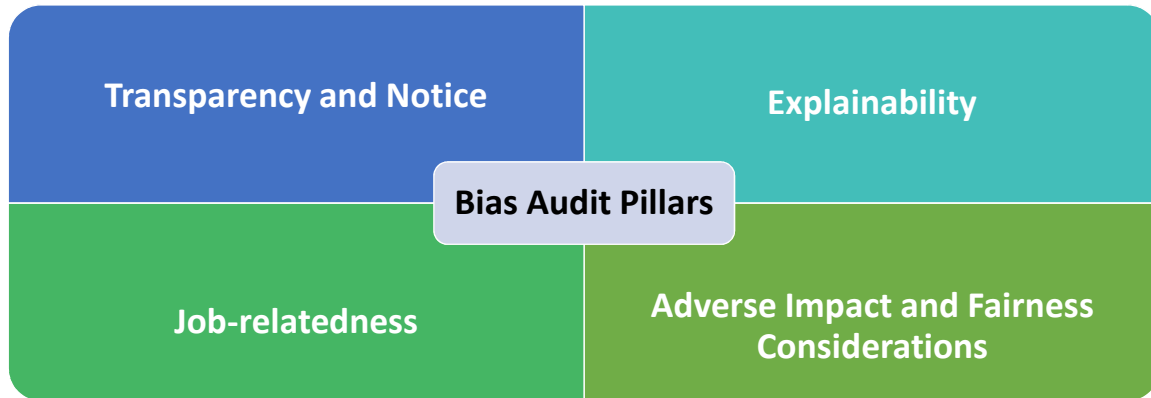 Transparency and Notice
Explainability
Bias Audit Pillars
Job-relatedness
Adverse Impact and Fairness
Considerations